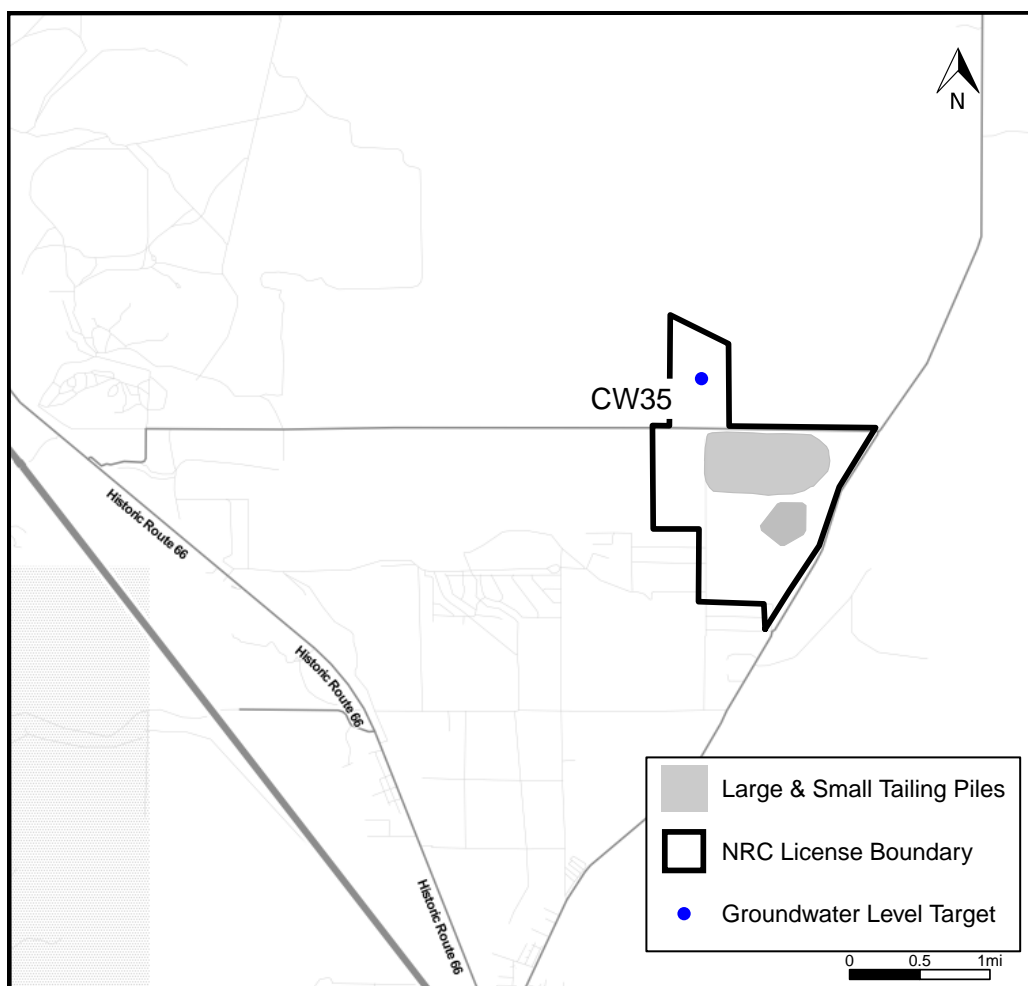 N
CW35
Historic Route 66
Historic Route 66
Historic Route 66
Large & Small Tailing Piles
NRC License Boundary
Groundwater Level Target
0 0.5 1mi